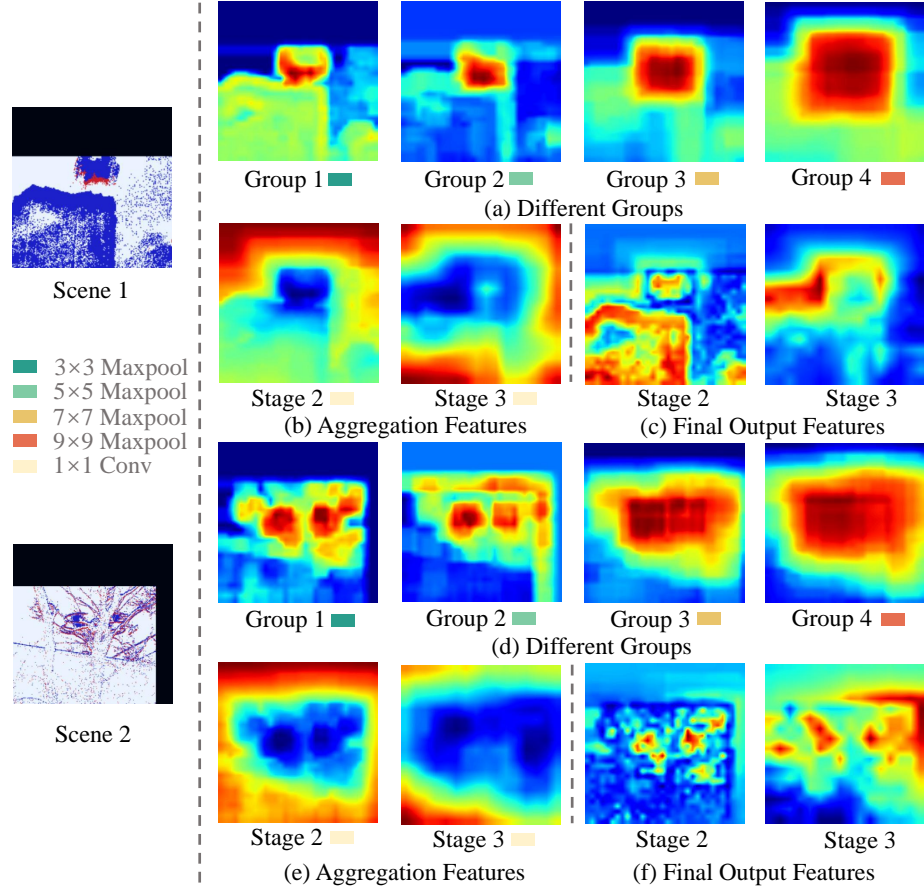 Scene 1
3×3 Maxpool
5×5 Maxpool
7×7 Maxpool
9×9 Maxpool
1×1 Conv
Scene 2
Group 1 Group 2 Group 3 Group 4
(a) Different Groups
Stage 2 Stage 3 Stage 2 Stage 3
(b) Aggregation Features (c) Final Output Features
Group 1 Group 2 Group 3 Group 4
(d) Different Groups
Stage 2 Stage 3 Stage 2 Stage 3
(e) Aggregation Features (f) Final Output Features